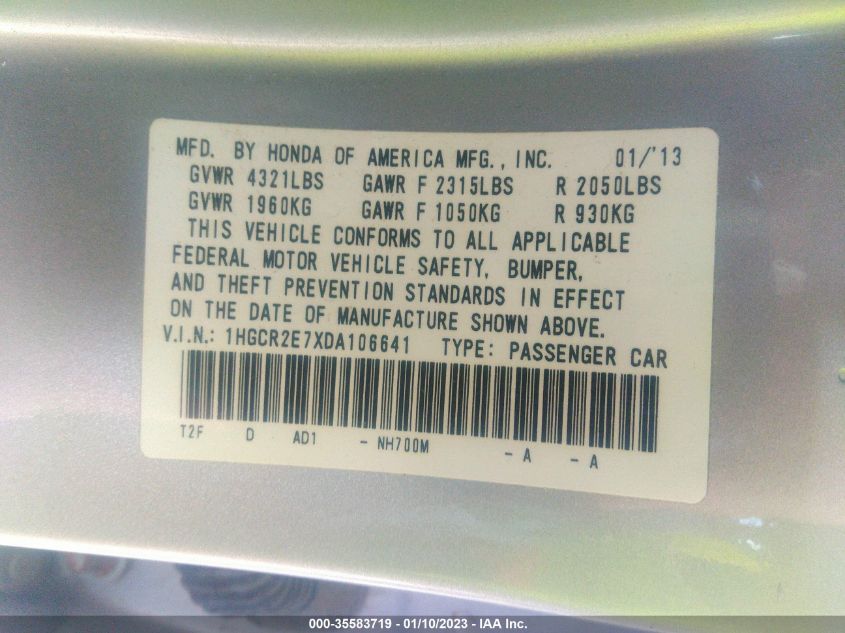 MFD. BY HONDA OF AMERICA MFG., INC. 01/'13
GVWR 4321LBS GAWR F 2315LBS R 2050LBS
GVWR 1960KG GAWR F 1050KG R 930KG
THIS VEHICLE CONFORMS TO ALL APPLICABLE
FEDERAL MOTOR VEHICLE SAFETY, BUMPER,
AND THEFT PREVENTION STANDARDS IN EFFECT
ON THE DATE OF MANUFACTURE SHOWN ABOVE.
V.I.N.: 1HGCR2E7XDA106641 TYPE: PASSENGER CAR
T2F D AD1 - NH700M - A - A
000-35583719 - 01/10/2023 - IAA Inc.